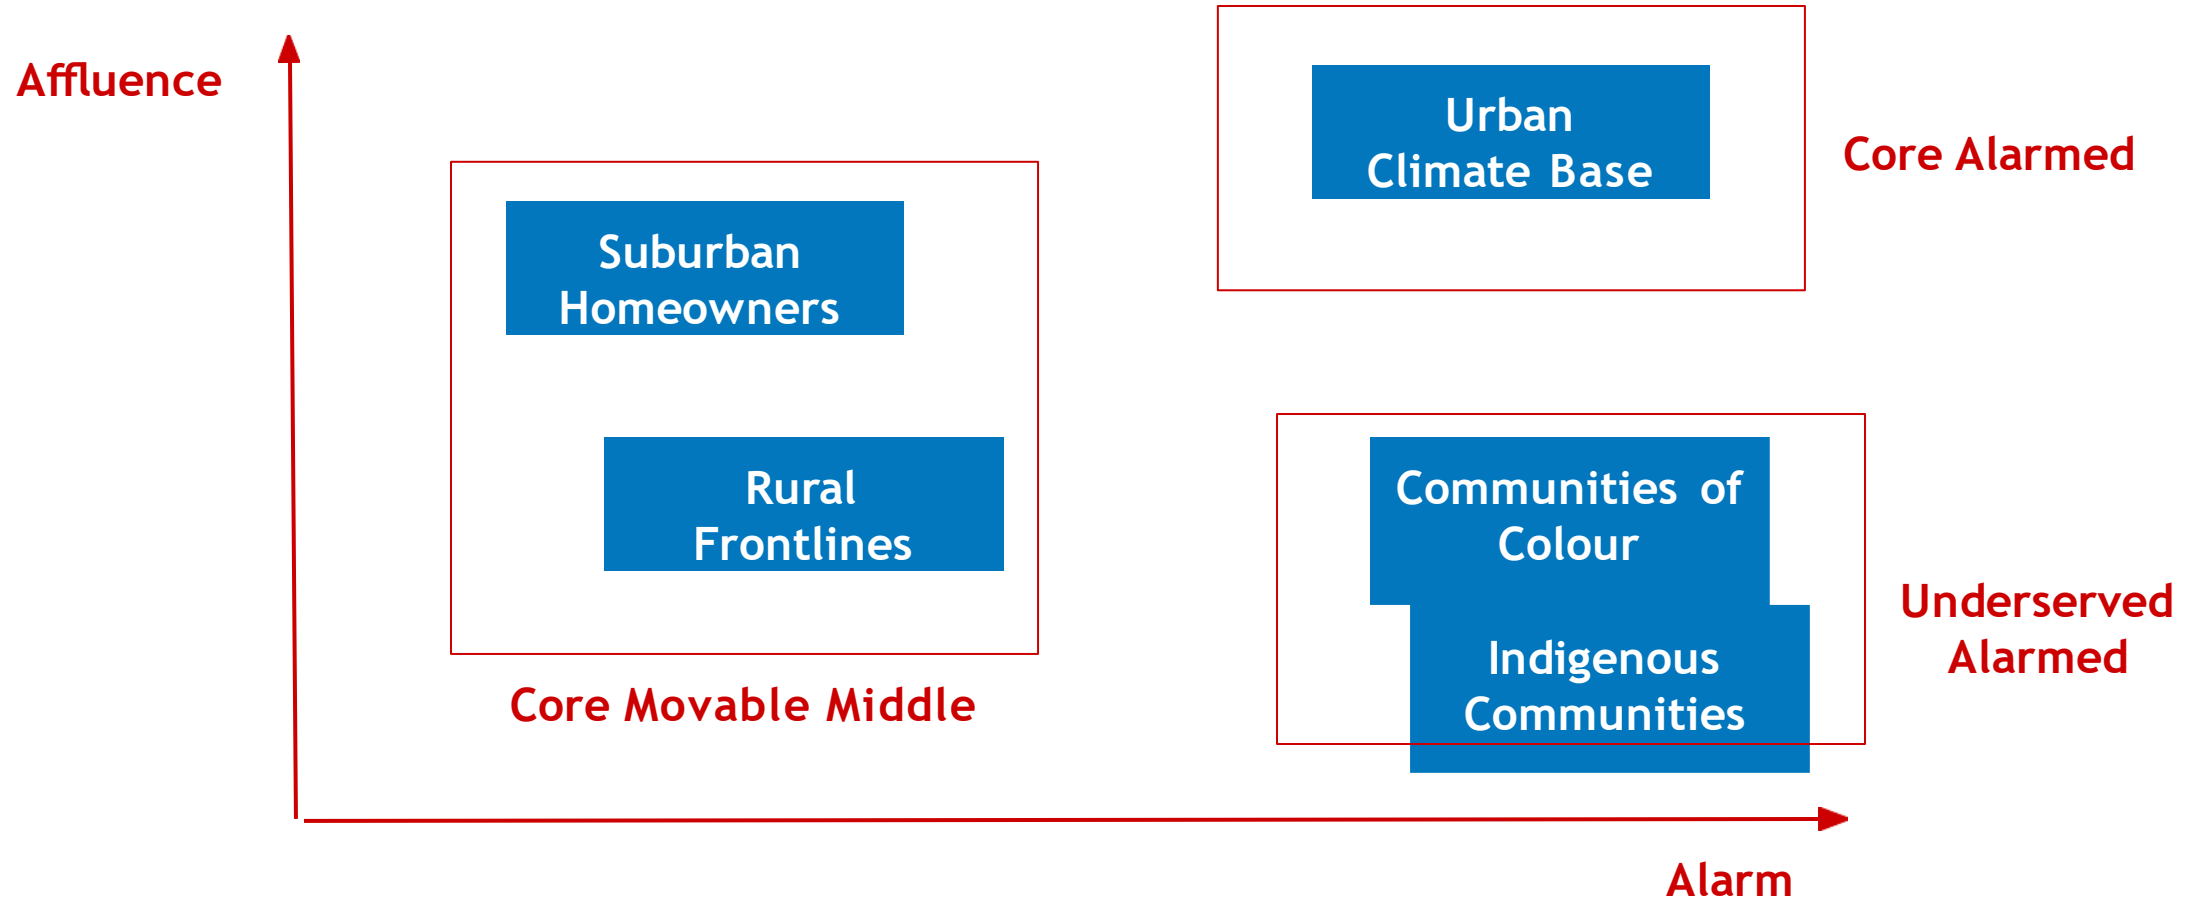 Affluence
Urban
Climate Base
Core Alarmed
Suburban
Homeowners
Rural
Frontlines
Core Movable Middle
Communities of
Colour
Indigenous
Communities
Underserved
Alarmed
Alarm